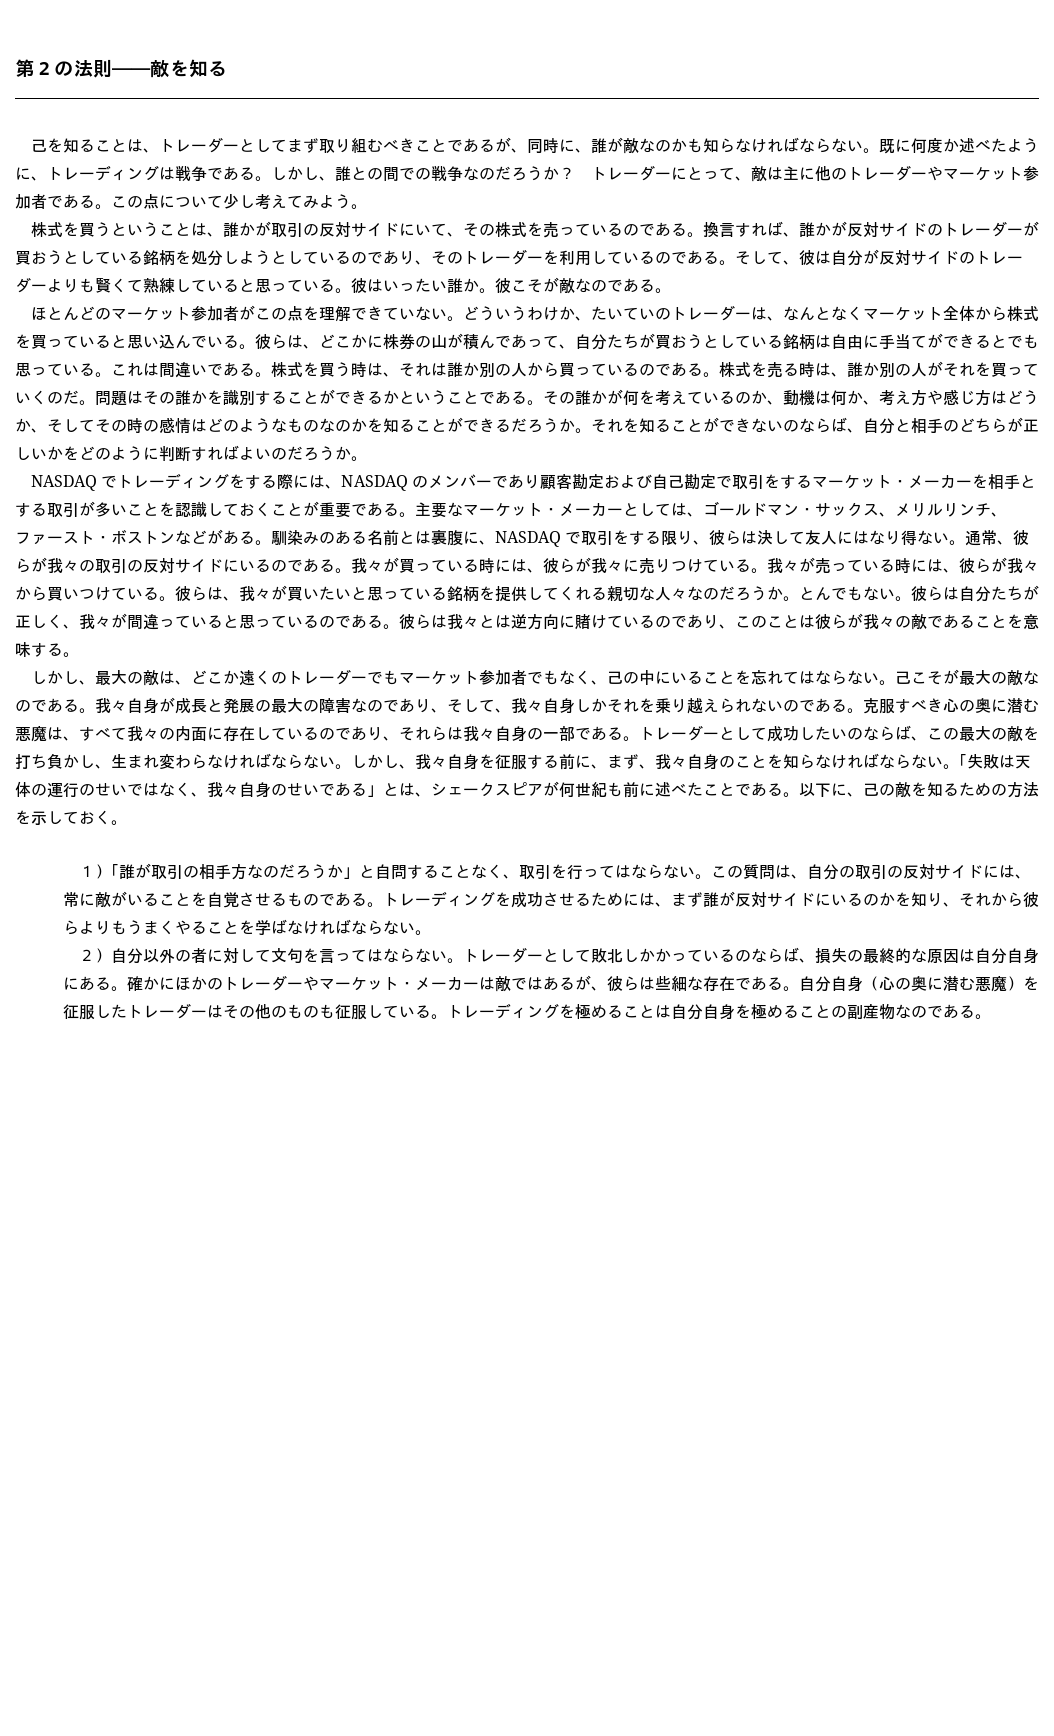 第2の法則――敵を知る
　己を知ることは、トレーダーとしてまず取り組むべきことであるが、同時に、誰が敵なのかも知らなければならない。既に何度か述べたよう
に、トレーディングは戦争である。しかし、誰との間での戦争なのだろうか？　トレーダーにとって、敵は主に他のトレーダーやマーケット参
加者である。この点について少し考えてみよう。
　株式を買うということは、誰かが取引の反対サイドにいて、その株式を売っているのである。換言すれば、誰かが反対サイドのトレーダーが
買おうとしている銘柄を処分しようとしているのであり、そのトレーダーを利用しているのである。そして、彼は自分が反対サイドのトレー
ダーよりも賢くて熟練していると思っている。彼はいったい誰か。彼こそが敵なのである。
　ほとんどのマーケット参加者がこの点を理解できていない。どういうわけか、たいていのトレーダーは、なんとなくマーケット全体から株式
を買っていると思い込んでいる。彼らは、どこかに株券の山が積んであって、自分たちが買おうとしている銘柄は自由に手当てができるとでも
思っている。これは間違いである。株式を買う時は、それは誰か別の人から買っているのである。株式を売る時は、誰か別の人がそれを買って
いくのだ。問題はその誰かを識別することができるかということである。その誰かが何を考えているのか、動機は何か、考え方や感じ方はどう
か、そしてその時の感情はどのようなものなのかを知ることができるだろうか。それを知ることができないのならば、自分と相手のどちらが正
しいかをどのように判断すればよいのだろうか。
　NASDAQ でトレーディングをする際には、NASDAQ のメンバーであり顧客勘定および自己勘定で取引をするマーケット・メーカーを相手と
する取引が多いことを認識しておくことが重要である。主要なマーケット・メーカーとしては、ゴールドマン・サックス、メリルリンチ、
ファースト・ボストンなどがある。馴染みのある名前とは裏腹に、NASDAQ で取引をする限り、彼らは決して友人にはなり得ない。通常、彼
らが我々の取引の反対サイドにいるのである。我々が買っている時には、彼らが我々に売りつけている。我々が売っている時には、彼らが我々
から買いつけている。彼らは、我々が買いたいと思っている銘柄を提供してくれる親切な人々なのだろうか。とんでもない。彼らは自分たちが
正しく、我々が間違っていると思っているのである。彼らは我々とは逆方向に賭けているのであり、このことは彼らが我々の敵であることを意
味する。
　しかし、最大の敵は、どこか遠くのトレーダーでもマーケット参加者でもなく、己の中にいることを忘れてはならない。己こそが最大の敵な
のである。我々自身が成長と発展の最大の障害なのであり、そして、我々自身しかそれを乗り越えられないのである。克服すべき心の奥に潜む
悪魔は、すべて我々の内面に存在しているのであり、それらは我々自身の一部である。トレーダーとして成功したいのならば、この最大の敵を
打ち負かし、生まれ変わらなければならない。しかし、我々自身を征服する前に、まず、我々自身のことを知らなければならない。「失敗は天
体の運行のせいではなく、我々自身のせいである」とは、シェークスピアが何世紀も前に述べたことである。以下に、己の敵を知るための方法
を示しておく。
　1）「誰が取引の相手方なのだろうか」と自問することなく、取引を行ってはならない。この質問は、自分の取引の反対サイドには、
常に敵がいることを自覚させるものである。トレーディングを成功させるためには、まず誰が反対サイドにいるのかを知り、それから彼
らよりもうまくやることを学ばなければならない。
　2）自分以外の者に対して文句を言ってはならない。トレーダーとして敗北しかかっているのならば、損失の最終的な原因は自分自身
にある。確かにほかのトレーダーやマーケット・メーカーは敵ではあるが、彼らは些細な存在である。自分自身（心の奥に潜む悪魔）を
征服したトレーダーはその他のものも征服している。トレーディングを極めることは自分自身を極めることの副産物なのである。